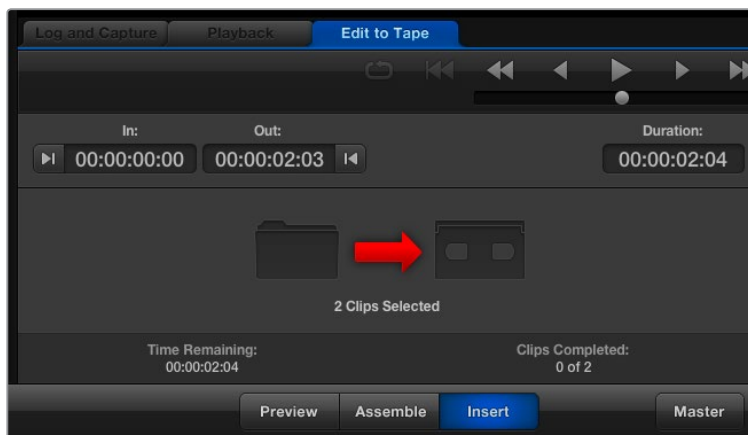 Log and Capture Playback Edit to Tape
In: Out: Duration:
00:00:00:00 00:00:02:03 00:00:02:04
2 Clips Selected
Time Remaining: Clips Completed:
00:00:02:04 0 of 2
Preview Assemble Insert Master